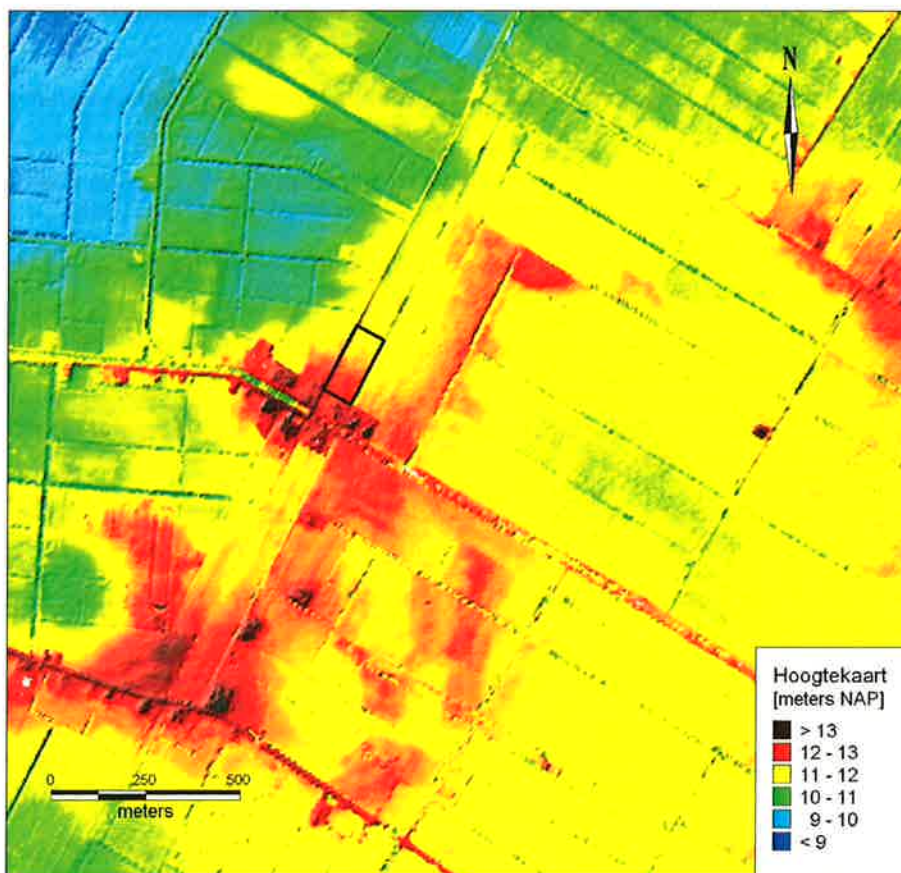 N
Hoogtekaart
[meters NAP]
> 13
12 - 13
11 - 12
10 - 11
9 - 10
< 9
0 250 500
meters